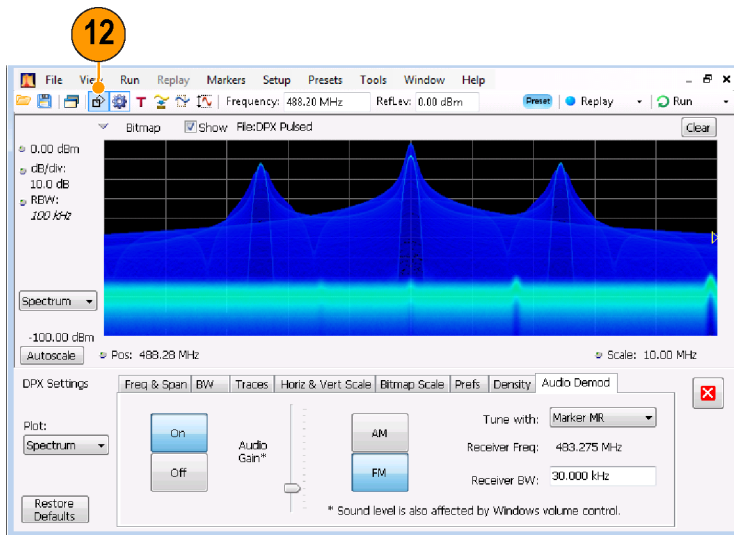 12
File View Run Replay Markers Setup Presets Tools Window Help
T Frequency: 488.20 MHz RefLev: 0.00 dBm Preset Replay Run
Bitmap Show File:DPX Pulsed Clear
0.00 dBm
dB/div:
10.0 dB
RBW:
100 kHz
Spectrum
-100.00 dBm
Autoscale Pos: 488.28 MHz Scale: 10.00 MHz
DPX Settings Freq & Span BW Traces Horiz & Vert Scale Bitmap Scale Prefs Density Audio Demod
Plot:
Spectrum
Restore
Defaults
On
Off
Audio
Gain*
AM
FM
Tune with: Marker MR
Receiver Freq: 483.275 MHz
Receiver BW: 30.000 kHz
* Sound level is also affected by Windows volume control.